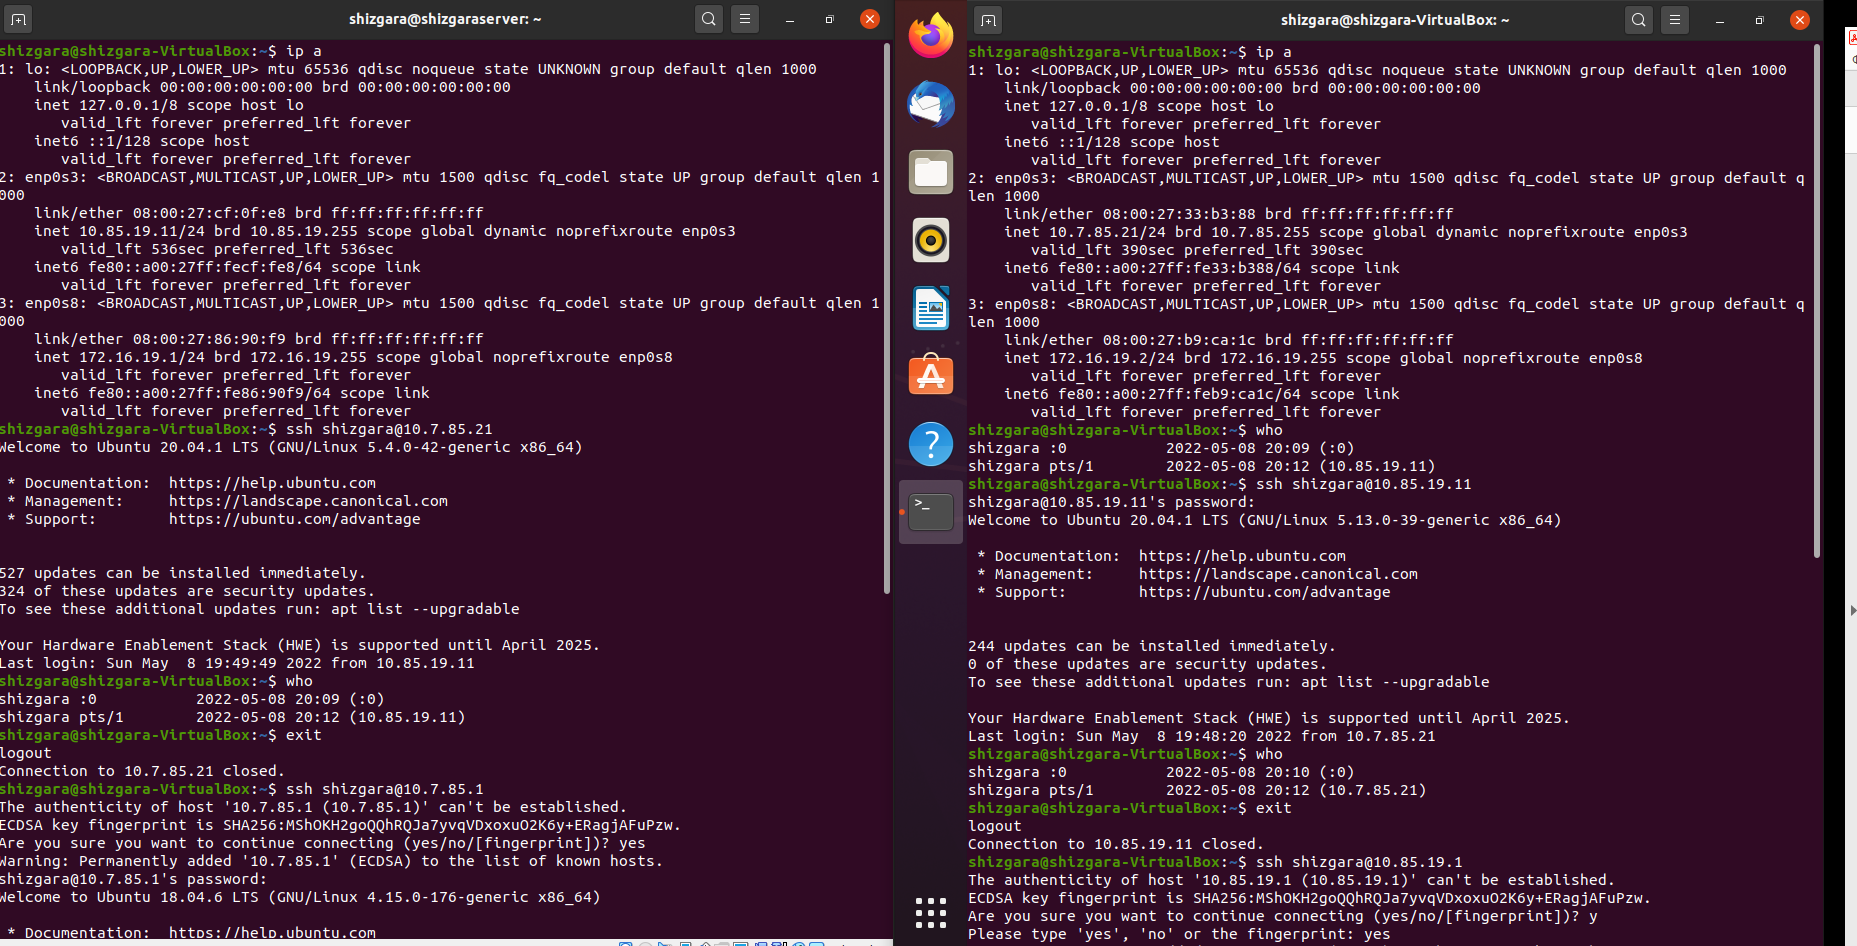 shizgara@shizgaraserver: ~
shizgara@shizgara-VirtualBox:~$ ip a
1: lo: <LOOPBACK,UP,LOWER_UP> mtu 65536 qdisc noqueue state UNKNOWN group default qlen 1000
link/loopback 00:00:00:00:00:00 brd 00:00:00:00:00:00
inet 127.0.0.1/8 scope host lo
valid_lft forever preferred_lft forever
inet6 ::1/128 scope host
valid_lft forever preferred_lft forever
2: enp0s3: <BROADCAST,MULTICAST,UP,LOWER_UP> mtu 1500 qdisc fq_codel state UP group default qlen 1
000
link/ether 08:00:27:cf:0f:e8 brd ff:ff:ff:ff:ff:ff
inet 10.85.19.11/24 brd 10.85.19.255 scope global dynamic noprefixroute enp0s3
valid_lft 536sec preferred_lft 536sec
inet6 fe80::a00:27ff:fecf:fe8/64 scope link
valid_lft forever preferred_lft forever
3: enp0s8: <BROADCAST,MULTICAST,UP,LOWER_UP> mtu 1500 qdisc fq_codel state UP group default qlen 1
000
link/ether 08:00:27:86:90:f9 brd ff:ff:ff:ff:ff:ff
inet 172.16.19.1/24 brd 172.16.19.255 scope global noprefixroute enp0s8
valid_lft forever preferred_lft forever
inet6 fe80::a00:27ff:fe86:90f9/64 scope link
valid_lft forever preferred_lft forever
shizgara@shizgara-VirtualBox:~$ ssh shizgara@10.7.85.21
Welcome to Ubuntu 20.04.1 LTS (GNU/Linux 5.4.0-42-generic x86_64)
* Documentation:  https://help.ubuntu.com
* Management:     https://landscape.canonical.com
* Support:        https://ubuntu.com/advantage
527 updates can be installed immediately.
324 of these updates are security updates.
To see these additional updates run: apt list --upgradable
Your Hardware Enablement Stack (HWE) is supported until April 2025.
Last login: Sun May  8 19:49:49 2022 from 10.85.19.11
shizgara@shizgara-VirtualBox:~$ who
shizgara :0           2022-05-08 20:09 (:0)
shizgara pts/1        2022-05-08 20:12 (10.85.19.11)
shizgara@shizgara-VirtualBox:~$ exit
logout
Connection to 10.7.85.21 closed.
shizgara@shizgara-VirtualBox:~$ ssh shizgara@10.7.85.1
The authenticity of host '10.7.85.1 (10.7.85.1)' can't be established.
ECDSA key fingerprint is SHA256:MShOKH2goQQhRQJa7yvqVDxoxuO2K6y+ERagjAFuPzw.
Are you sure you want to continue connecting (yes/no/[fingerprint])? yes
Warning: Permanently added '10.7.85.1' (ECDSA) to the list of known hosts.
shizgara@10.7.85.1's password:
Welcome to Ubuntu 18.04.6 LTS (GNU/Linux 4.15.0-176-generic x86_64)
* Documentation:  https://help.ubuntu.com
shizgara@shizgara-VirtualBox: ~
shizgara@shizgara-VirtualBox:~$ ip a
1: lo: <LOOPBACK,UP,LOWER_UP> mtu 65536 qdisc noqueue state UNKNOWN group default qlen 1000
link/loopback 00:00:00:00:00:00 brd 00:00:00:00:00:00
inet 127.0.0.1/8 scope host lo
valid_lft forever preferred_lft forever
inet6 ::1/128 scope host
valid_lft forever preferred_lft forever
2: enp0s3: <BROADCAST,MULTICAST,UP,LOWER_UP> mtu 1500 qdisc fq_codel state UP group default q
len 1000
link/ether 08:00:27:33:b3:88 brd ff:ff:ff:ff:ff:ff
inet 10.7.85.21/24 brd 10.7.85.255 scope global dynamic noprefixroute enp0s3
valid_lft 390sec preferred_lft 390sec
inet6 fe80::a00:27ff:fe33:b388/64 scope link
valid_lft forever preferred_lft forever
3: enp0s8: <BROADCAST,MULTICAST,UP,LOWER_UP> mtu 1500 qdisc fq_codel state UP group default q
len 1000
link/ether 08:00:27:b9:ca:1c brd ff:ff:ff:ff:ff:ff
inet 172.16.19.2/24 brd 172.16.19.255 scope global noprefixroute enp0s8
valid_lft forever preferred_lft forever
inet6 fe80::a00:27ff:feb9:ca1c/64 scope link
valid_lft forever preferred_lft forever
shizgara@shizgara-VirtualBox:~$ who
shizgara :0           2022-05-08 20:09 (:0)
shizgara pts/1        2022-05-08 20:12 (10.85.19.11)
shizgara@shizgara-VirtualBox:~$ ssh shizgara@10.85.19.11
shizgara@10.85.19.11's password:
Welcome to Ubuntu 20.04.1 LTS (GNU/Linux 5.13.0-39-generic x86_64)
* Documentation:  https://help.ubuntu.com
* Management:     https://landscape.canonical.com
* Support:        https://ubuntu.com/advantage
244 updates can be installed immediately.
0 of these updates are security updates.
To see these additional updates run: apt list --upgradable
Your Hardware Enablement Stack (HWE) is supported until April 2025.
Last login: Sun May  8 19:48:20 2022 from 10.7.85.21
shizgara@shizgara-VirtualBox:~$ who
shizgara :0           2022-05-08 20:10 (:0)
shizgara pts/1        2022-05-08 20:12 (10.7.85.21)
shizgara@shizgara-VirtualBox:~$ exit
logout
Connection to 10.85.19.11 closed.
shizgara@shizgara-VirtualBox:~$ ssh shizgara@10.85.19.1
The authenticity of host '10.85.19.1 (10.85.19.1)' can't be established.
ECDSA key fingerprint is SHA256:MShOKH2goQQhRQJa7yvqVDxoxuO2K6y+ERagjAFuPzw.
Are you sure you want to continue connecting (yes/no/[fingerprint])? y
Please type 'yes', 'no' or the fingerprint: yes